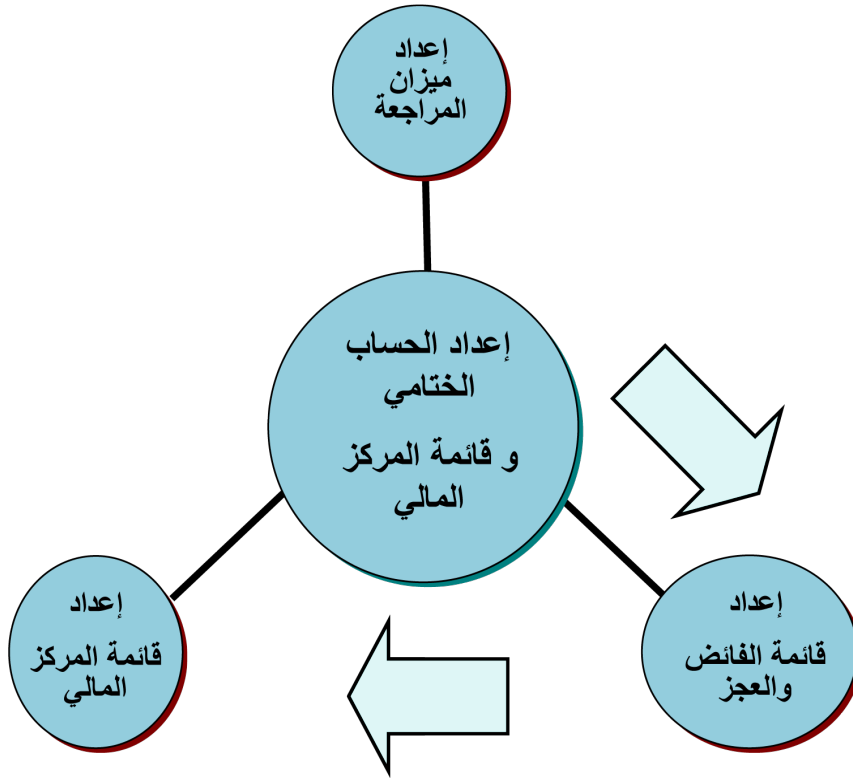 إعداد
ميزان
المراجعة
إعداد الحساب
الختامي
و قائمة المركز
المالي
إعداد
قائمة الفائض
والعجز
إعداد
قائمة المركز
المالي